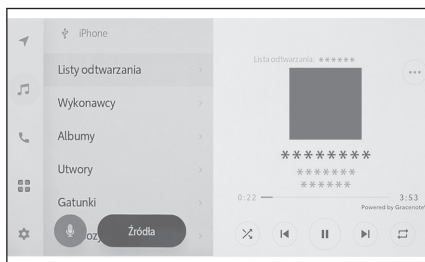 iPhone
Listy odtwarzania
Wykonawcy
Albumy
Utwory
Gatunki
Źródła
Lista odtwarzania: ******
********
*******
******
0:22
3:53
Powered by Gracenote